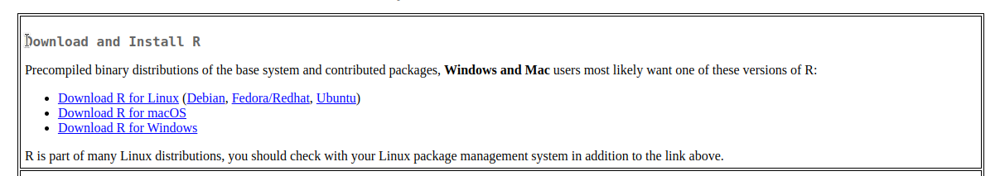 Download and Install R
Precompiled binary distributions of the base system and contributed packages, Windows and Mac users most likely want one of these versions of R:
• Download R for Linux (Debian, Fedora/Redhat, Ubuntu)
• Download R for macOS
• Download R for Windows
R is part of many Linux distributions, you should check with your Linux package management system in addition to the link above.